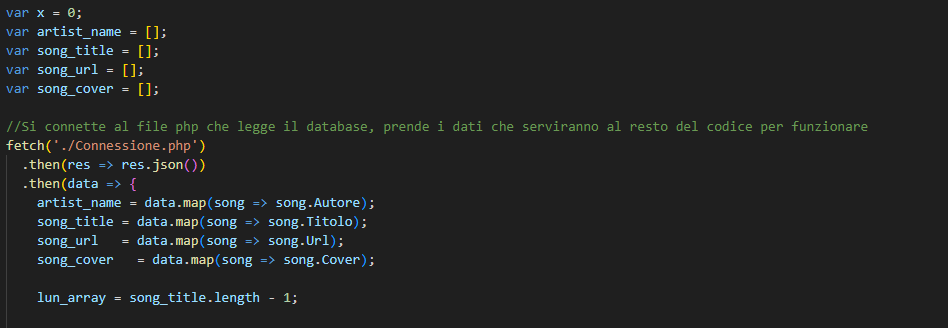 var x = 0;
var artist_name = [];
var song_title = [];
var song_url = [];
var song_cover = [];
//Si connette al file php che legge il database, prende i dati che serviranno al resto del codice per funzionare
fetch('./Connessione.php')
.then(res => res.json())
.then(data => {
artist_name = data.map(song => song.Autore);
song_title = data.map(song => song.Titolo);
song_url   = data.map(song => song.Url);
song_cover   = data.map(song => song.Cover);
lun_array = song_title.length - 1;